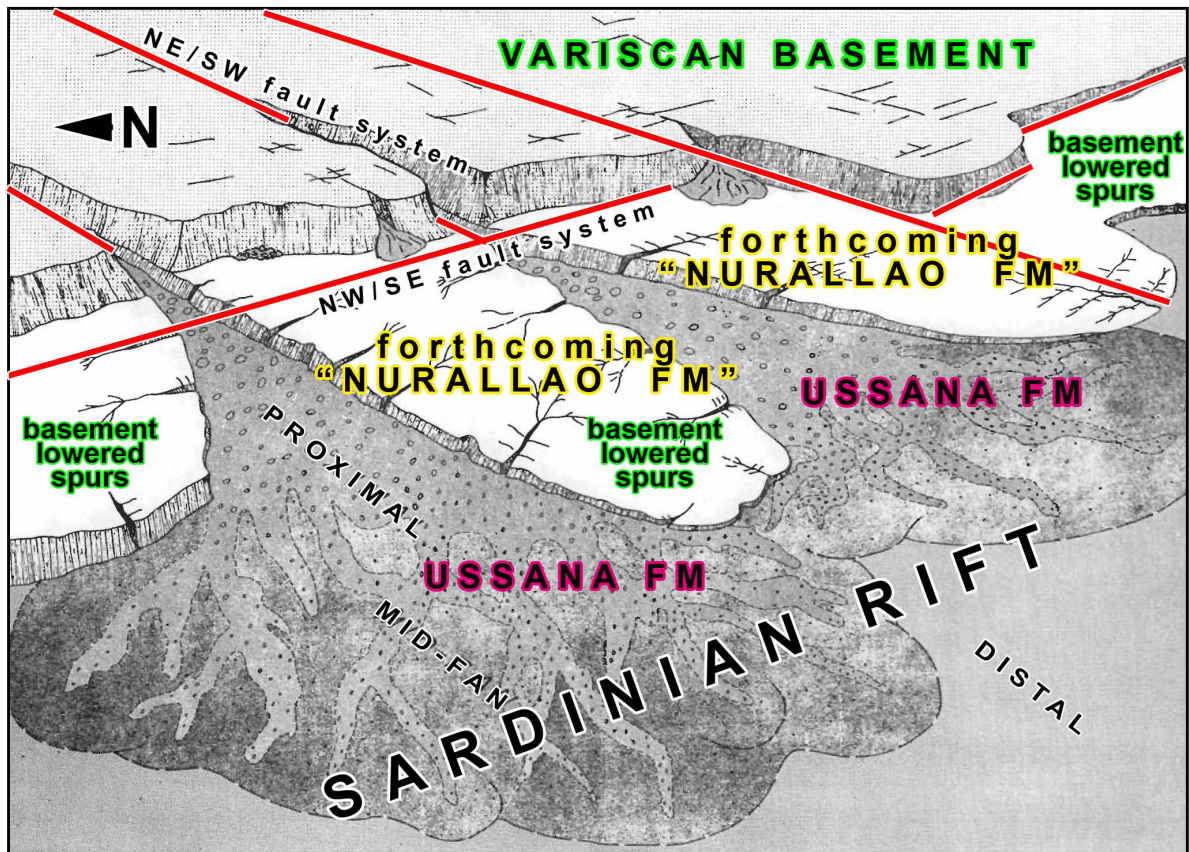 VARISCAN BASEMENT
NE/SW fault system
N
basement
lowered
spurs
NW/SE fault system
forthcoming
“NURALLAO FM”
forthcoming
“NURALLAO FM”
USSANA FM
basement
lowered
spurs
basement
lowered
spurs
PROXIMAL
USSANA FM
MID-FAN
SARDINIAN RIFT
DISTAL